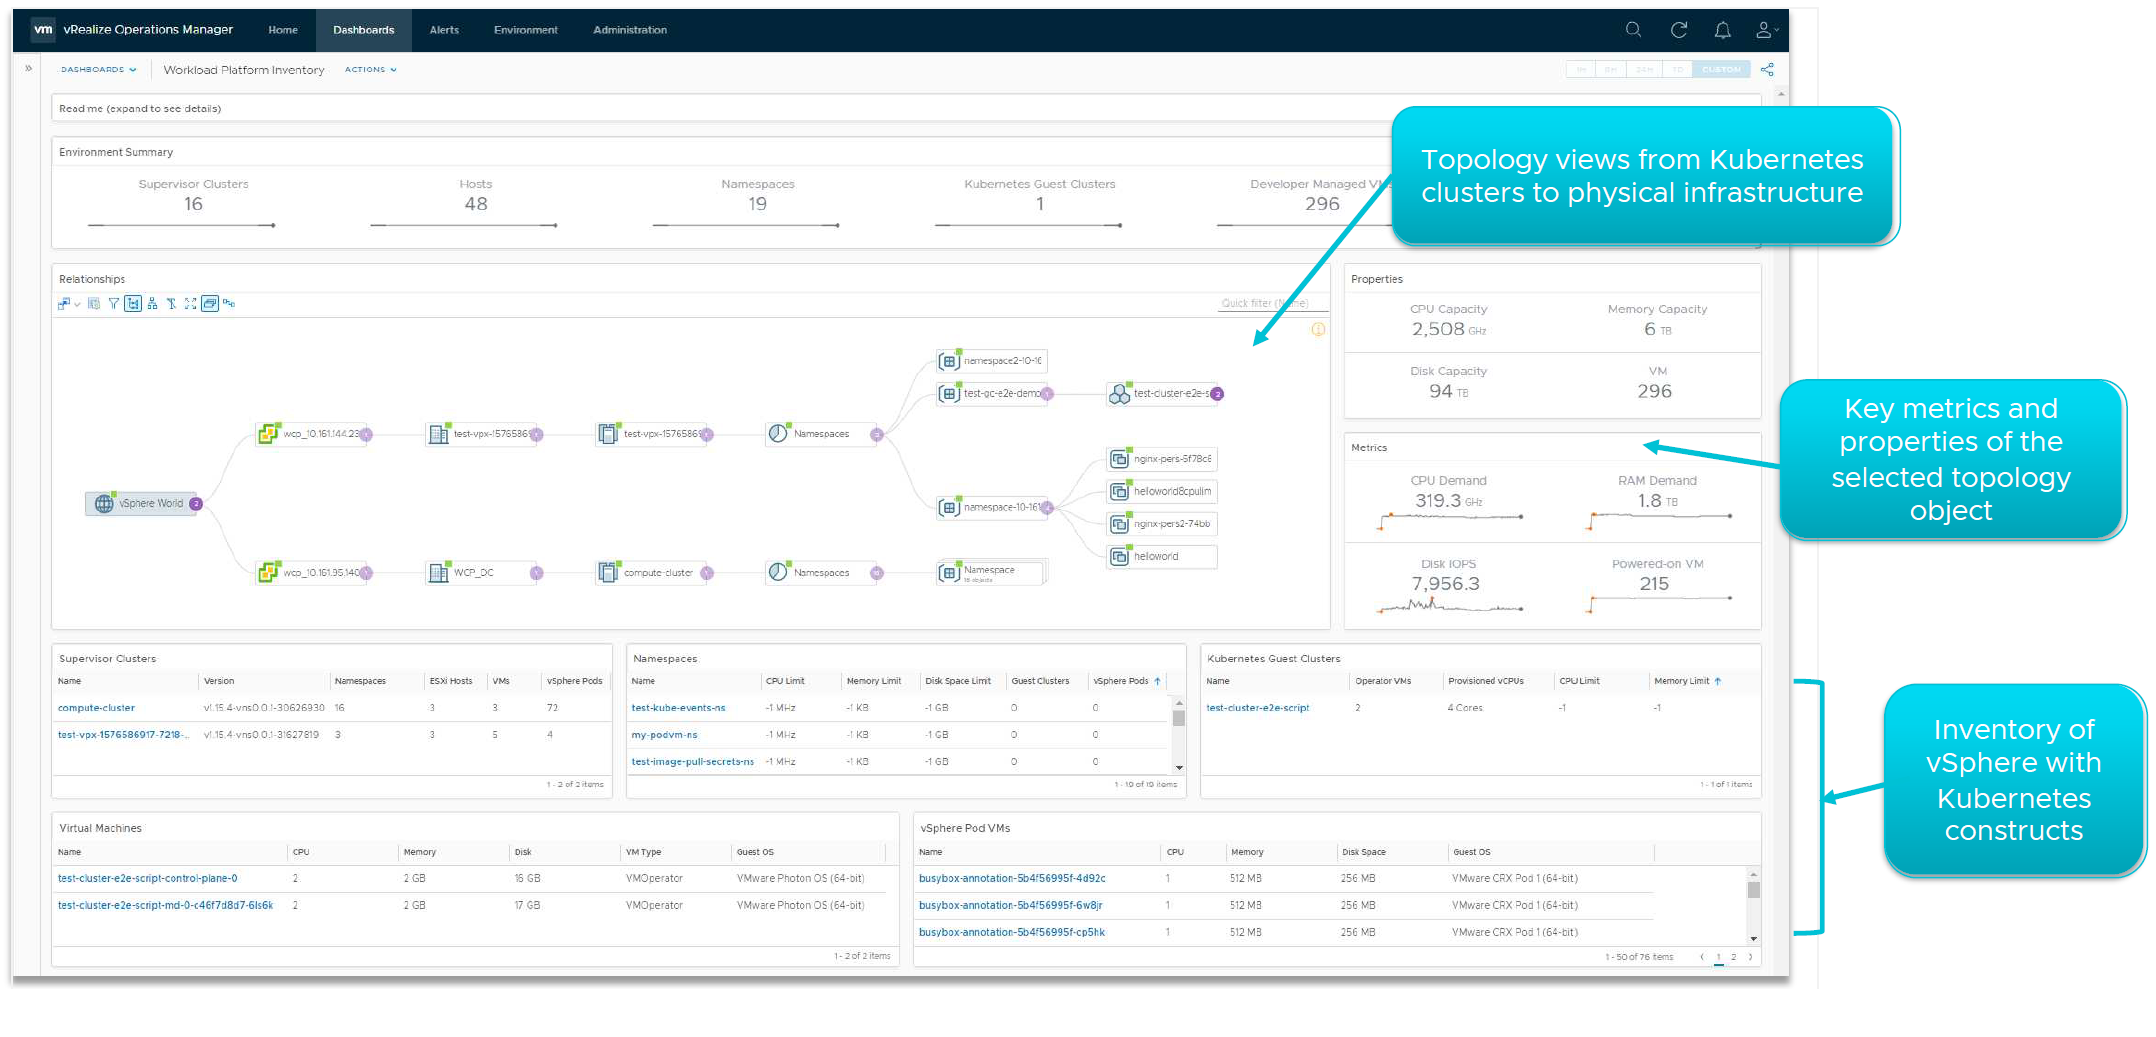 vm vRealize Operations Manager Home Dashboards Alerts Environment Administration
DASHBOARDS Workload Platform Inventory ACTIONS CUSTOM
Read me (expand to see details)
Topology views from Kubernetes
clusters to physical infrastructure
Environment Summary
Supervisor Clusters Hosts Namespaces Kubernetes Guest Clusters Developer Managed VMs
16 48 19 1 296
Relationships
Quick filter (Name)
namespace2-10-16
test-gc-e2e-demo 1 test-cluster-e2e-s 2
wcp_10.161.144.23 test-vpx-15765869 test-vpx-15765869 Namespaces
nginx-pers-5f78c6
helloworld8cpulim
vSphere World 2 namespace-10-161
nginx-pers2-74bb
helloworld
wcp_10.161.95.140 WCP_DC compute-cluster Namespaces Namespace
16 objects
Properties
CPU Capacity Memory Capacity
2,508 GHz 6 TB
Disk Capacity VM
94 TB 296
Key metrics and
properties of the
selected topology
object
Metrics
CPU Demand RAM Demand
319.3 GHz 1.8 TB
Disk IOPS Powered-on VM
7,956.3 215
Supervisor Clusters
Name Version Namespaces ESXi Hosts VMs vSphere Pods
compute-cluster v1.15.4-vns0.0.1-30626930 16 3 3 72
test-vpx-1576586917-7218-... v1.15.4-vns0.0.1-31627819 3 3 5 4
1 - 2 of 2 items
Namespaces
Name CPU Limit Memory Limit Disk Space Limit Guest Clusters vSphere Pods
test-kube-events-ns -1 MHz -1 KB -1 GB 0 0
my-podvm-ns -1 MHz -1 KB -1 GB 0 0
test-image-pull-secrets-ns -1 MHz -1 KB -1 GB 0 0
1 - 19 of 19 items
Kubernetes Guest Clusters
Name Operator VMs Provisioned vCPUs CPU Limit Memory Limit
test-cluster-e2e-script 2 4 Cores -1 -1
1 - 1 of 1 items
Inventory of
vSphere with
Kubernetes
constructs
Virtual Machines
Name CPU Memory Disk VM Type Guest OS
test-cluster-e2e-script-control-plane-0 2 2 GB 16 GB VMOperator VMware Photon OS (64-bit)
test-cluster-e2e-script-md-0-c46f7d8d7-6ls6k 2 2 GB 17 GB VMOperator VMware Photon OS (64-bit)
1 - 2 of 2 items
vSphere Pod VMs
Name CPU Memory Disk Space Guest OS
busybox-annotation-5b4f56995f-4d92c 1 512 MB 256 MB VMware CRX Pod 1 (64-bit)
busybox-annotation-5b4f56995f-6w8jr 1 512 MB 256 MB VMware CRX Pod 1 (64-bit)
busybox-annotation-5b4f56995f-cp5hk 1 512 MB 256 MB VMware CRX Pod 1 (64-bit)
1 - 50 of 76 items 1 2